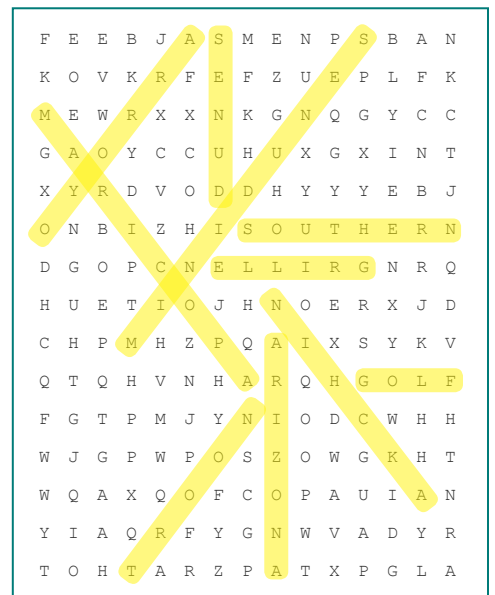 F E E B J A S M E N P S B A N
K O V K R F E F Z U E P L F K
M E W R X X N K G N Q G Y C C
G A O Y C C U H U X G X I N T
X Y R D V O D D H Y Y Y E B J
O N B I Z H I S O U T H E R N
D G O P C N E L L I R G N R Q
H U E T I O J H N O E R X J D
C H P M H Z P Q A I X S Y K V
Q T Q H V N H A R Q H G O L F
F G T P M J Y N I O D C W H H
W J G P W P O S Z O W G K H T
W Q A X Q O F C O P A U I A N
Y I A Q R F Y G N W V A D Y R
T O H T A R Z P A T X P G L A